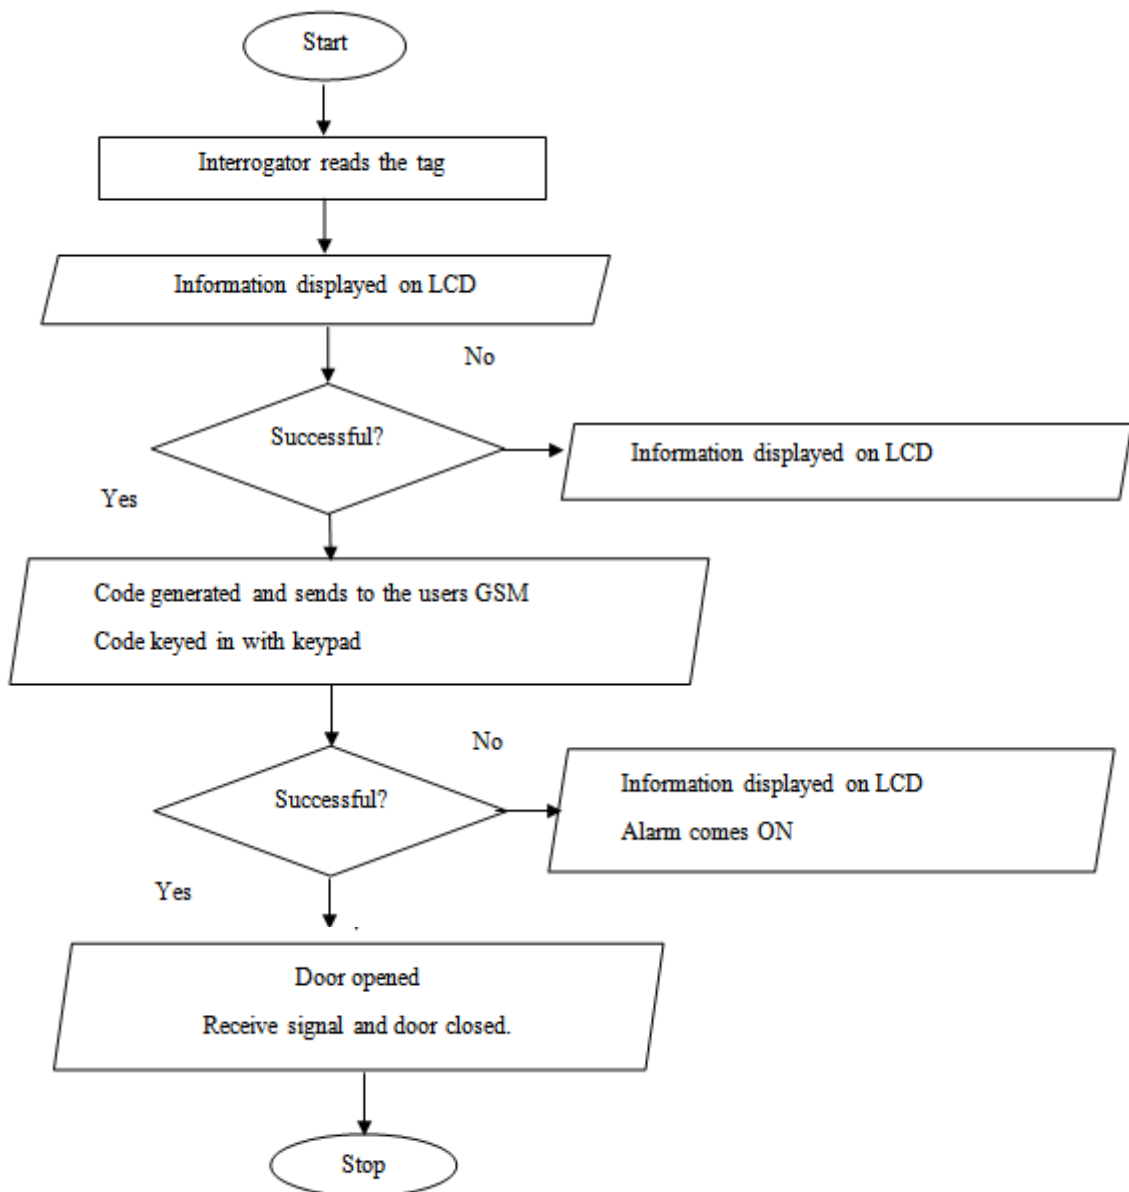 Start
Interrogator reads the tag
Information displayed on LCD
No
Successful?
Information displayed on LCD
Yes
Code generated and sends to the users GSM
Code keyed in with keypad
No
Successful?
Information displayed on LCD
Alarm comes ON
Yes
Door opened
Receive signal and door closed.
Stop